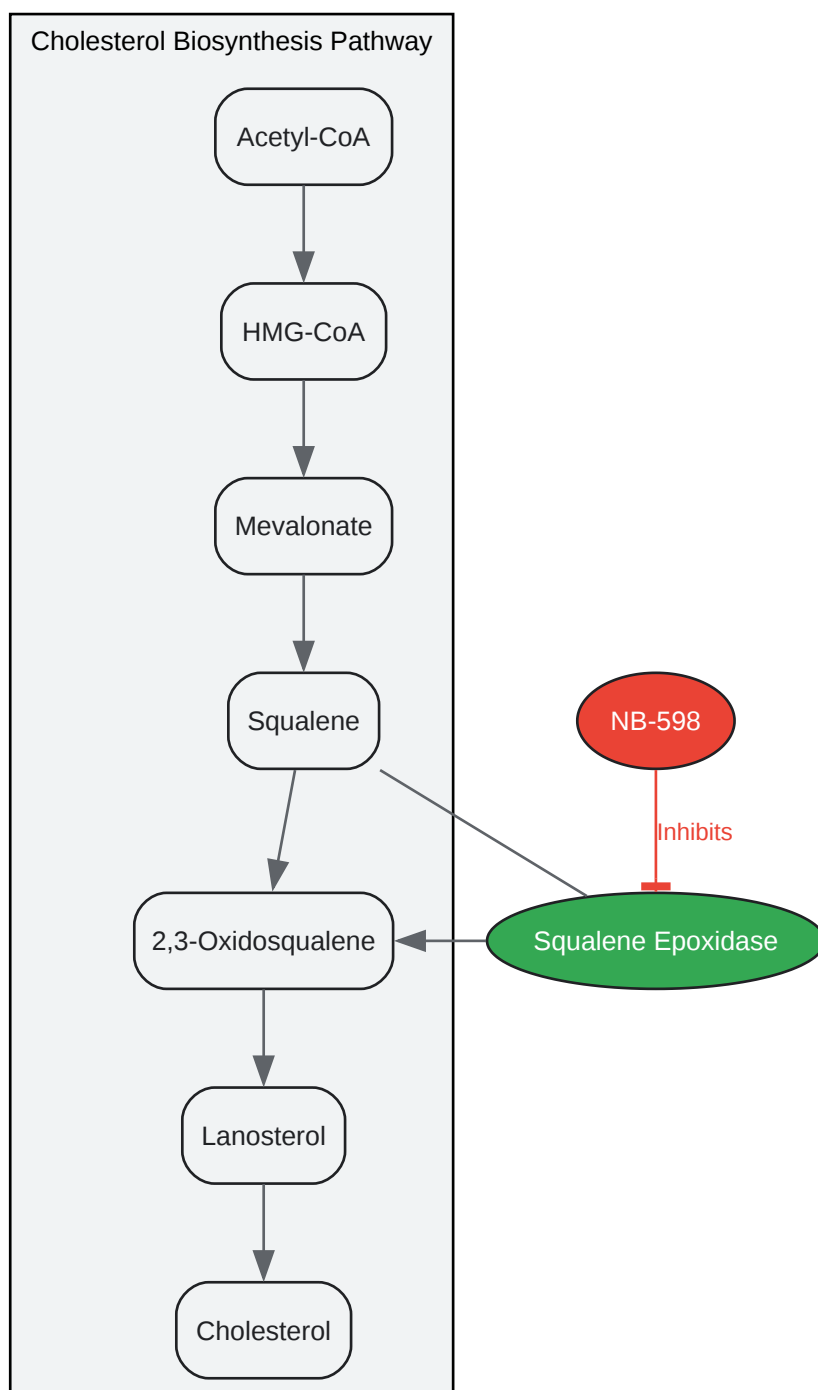 Cholesterol Biosynthesis Pathway
Acetyl-CoA
HMG-CoA
Mevalonate
Squalene
NB-598
Inhibits
2,3-Oxidosqualene
Squalene Epoxidase
Lanosterol
Cholesterol